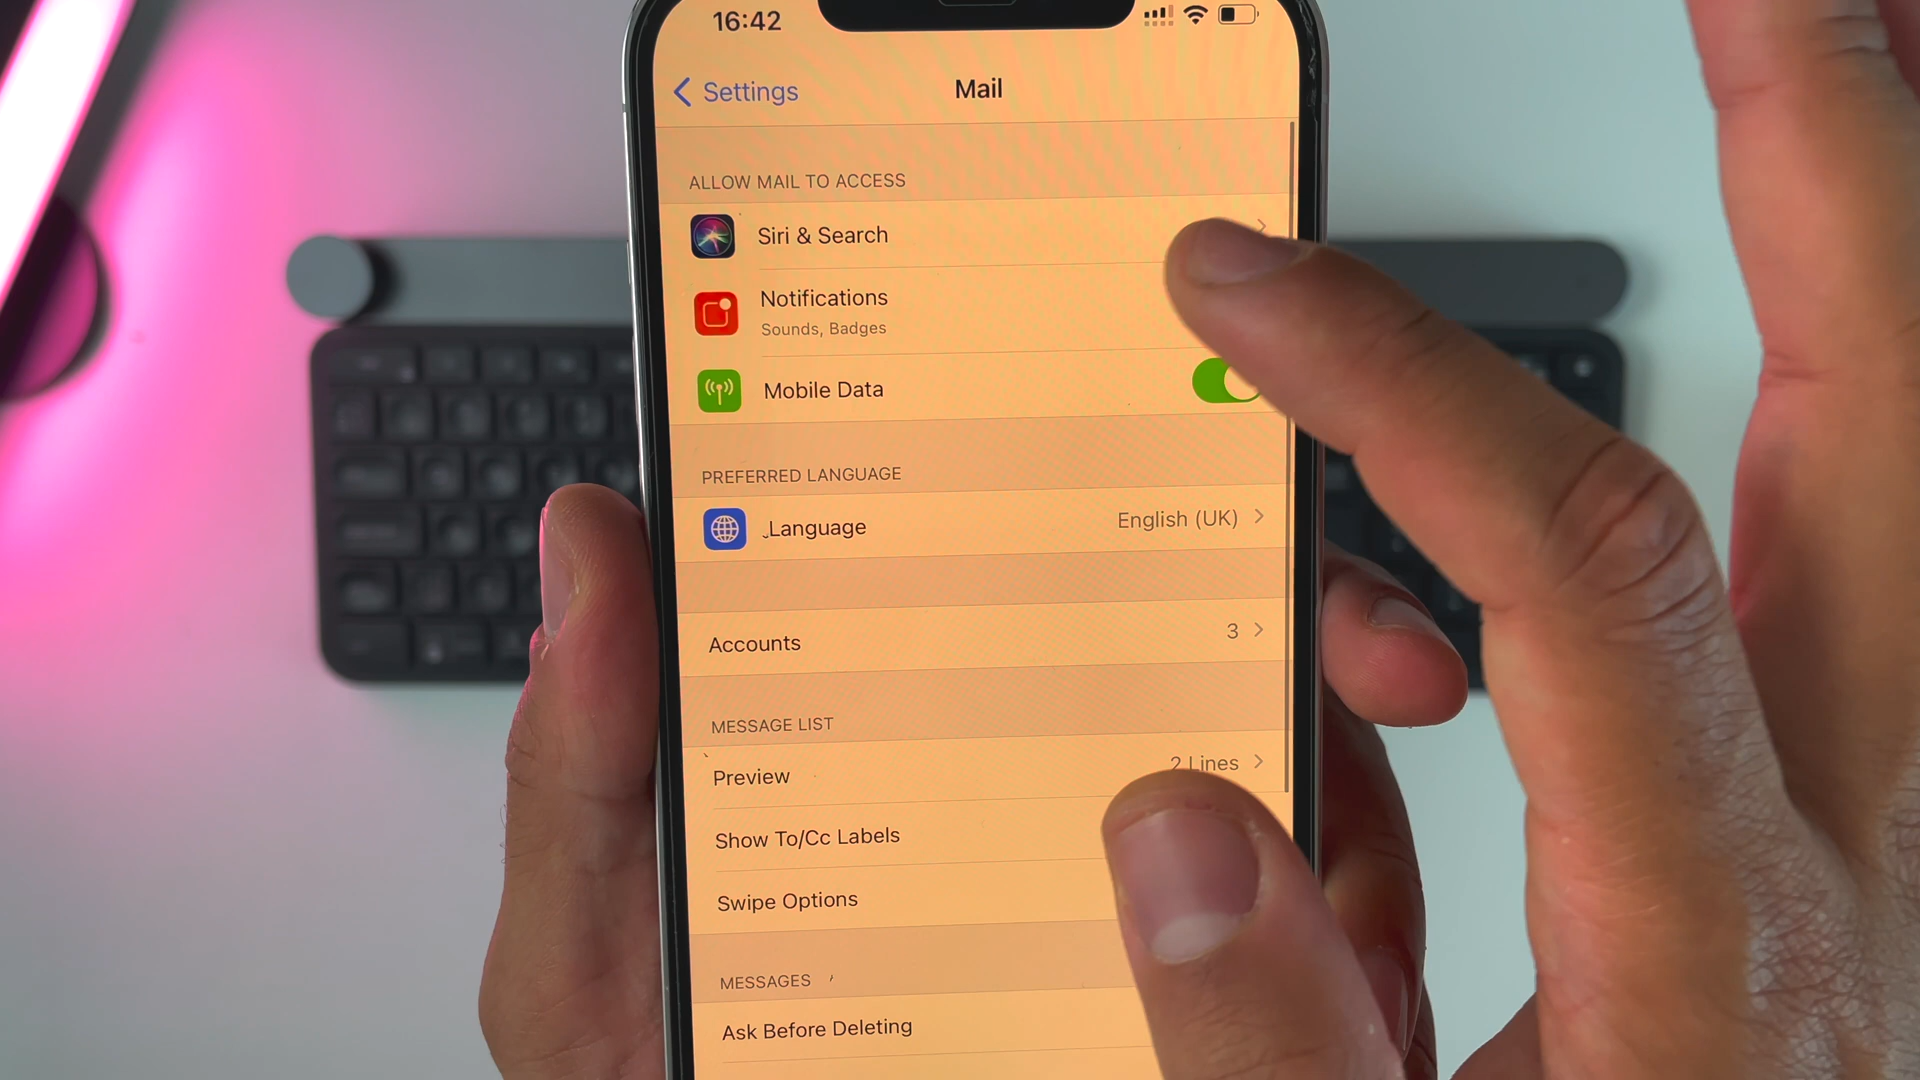 16:42
Settings
Mail
ALLOW MAIL TO ACCESS
Siri & Search
Notifications
Sounds, Badges
Mobile Data
PREFERRED LANGUAGE
Language
English (UK)
Accounts
3
MESSAGE LIST
Preview
2 Lines
Show To/Cc Labels
Swipe Options
MESSAGES
Ask Before Deleting